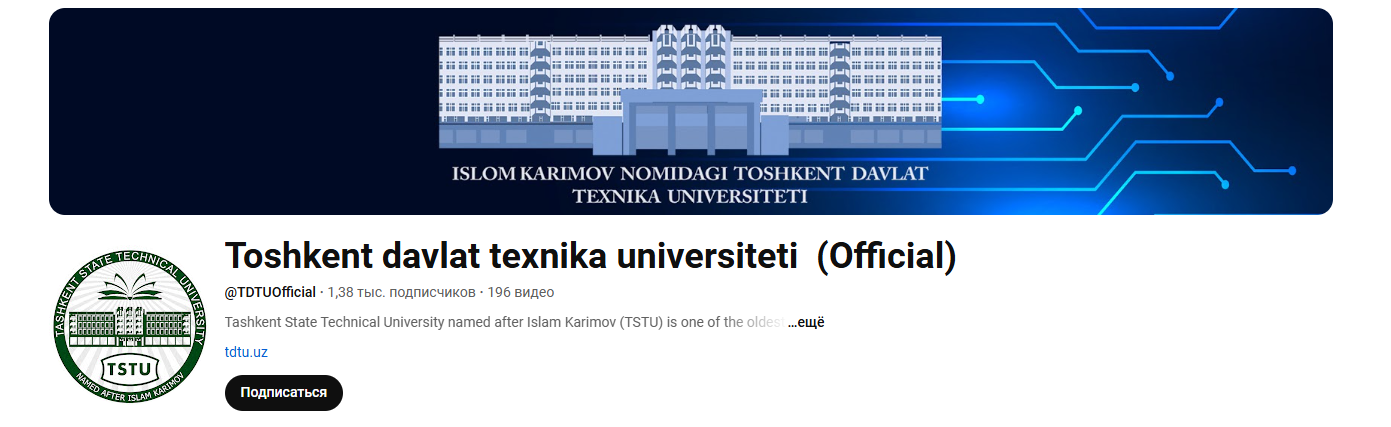 ISLOM KARIMOV NOMIDAGI TOSHKENT DAVLAT
TEXNIKA UNIVERSITETI
TASHKENT STATE TECHNICAL UNIVERSITY
TSTU
NAMED AFTER ISLAM KARIMOV
Toshkent davlat texnika universiteti (Official)
@TDTUOfficial · 1,38 тыс. подписчиков · 196 видео
Tashkent State Technical University named after Islam Karimov (TSTU) is one of the oldest ...ещё
tdtu.uz
Подписаться